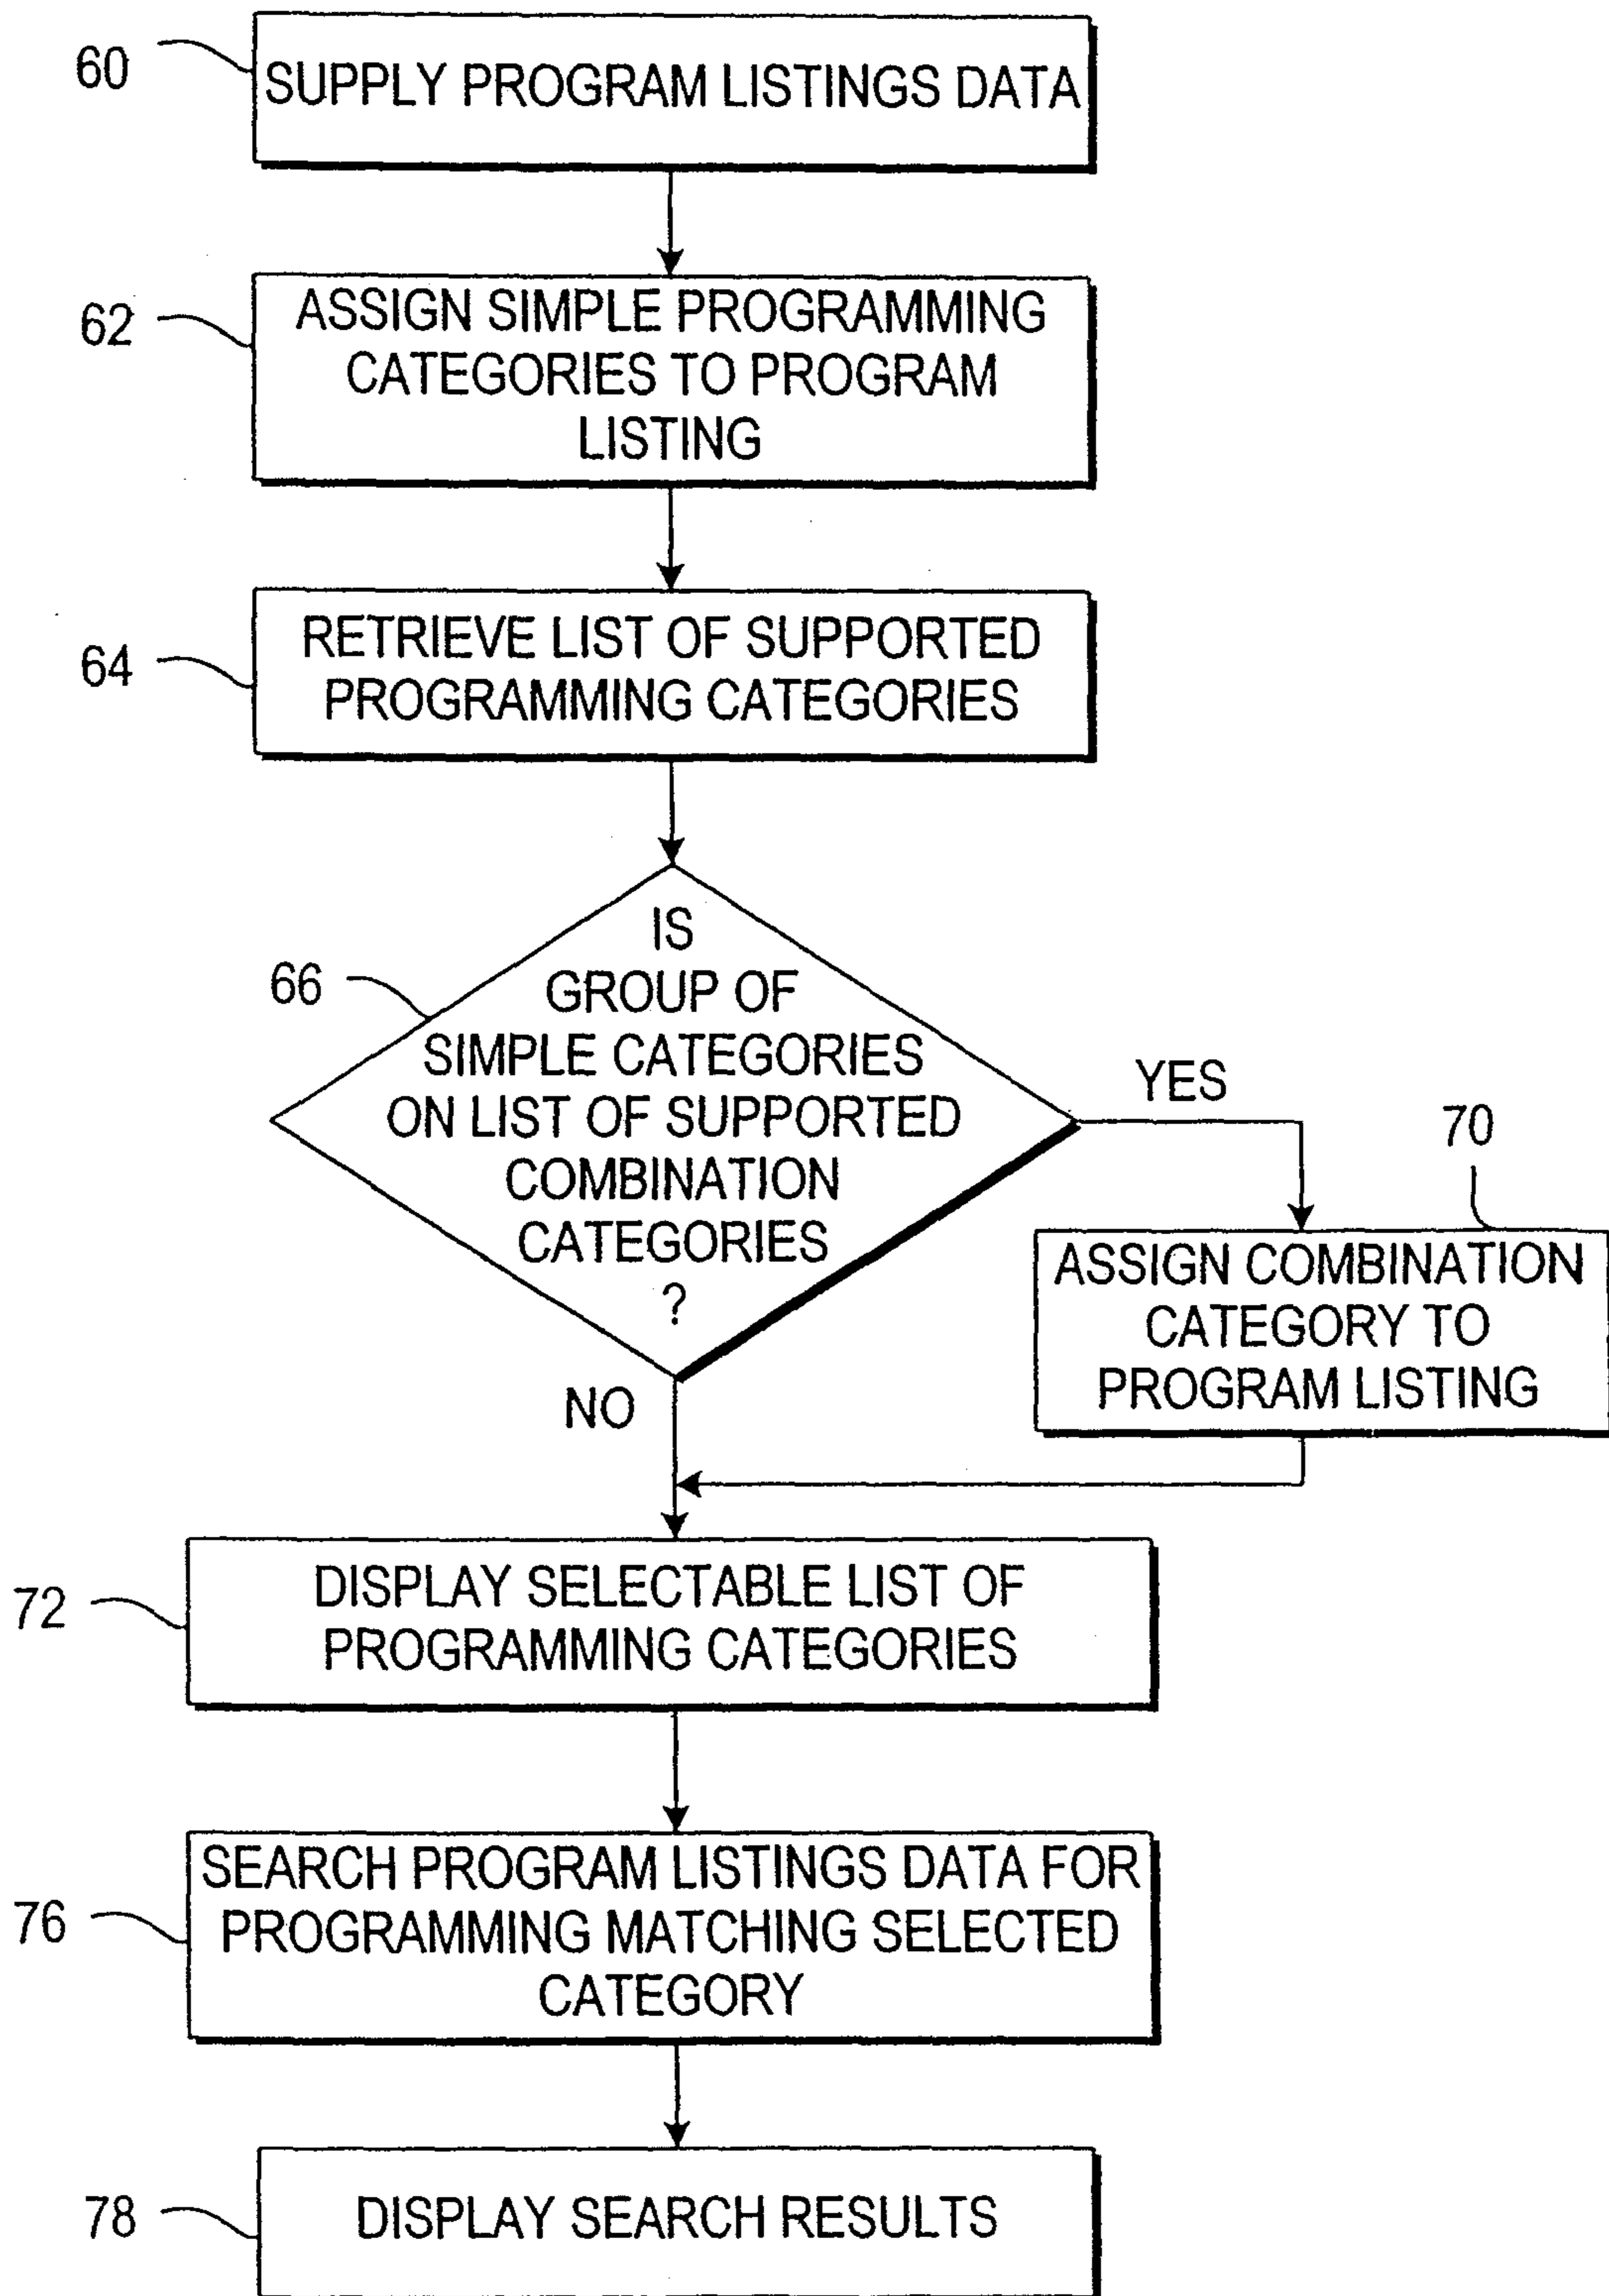 60
SUPPLY PROGRAM LISTINGS DATA
62
ASSIGN SIMPLE PROGRAMMING
CATEGORIES TO PROGRAM
LISTING
64
RETRIEVE LIST OF SUPPORTED
PROGRAMMING CATEGORIES
66
IS
GROUP OF
SIMPLE CATEGORIES
ON LIST OF SUPPORTED
COMBINATION
CATEGORIES
?
YES
70
ASSIGN COMBINATION
CATEGORY TO
PROGRAM LISTING
NO
72
DISPLAY SELECTABLE LIST OF
PROGRAMMING CATEGORIES
76
SEARCH PROGRAM LISTINGS DATA FOR
PROGRAMMING MATCHING SELECTED
CATEGORY
78
DISPLAY SEARCH RESULTS